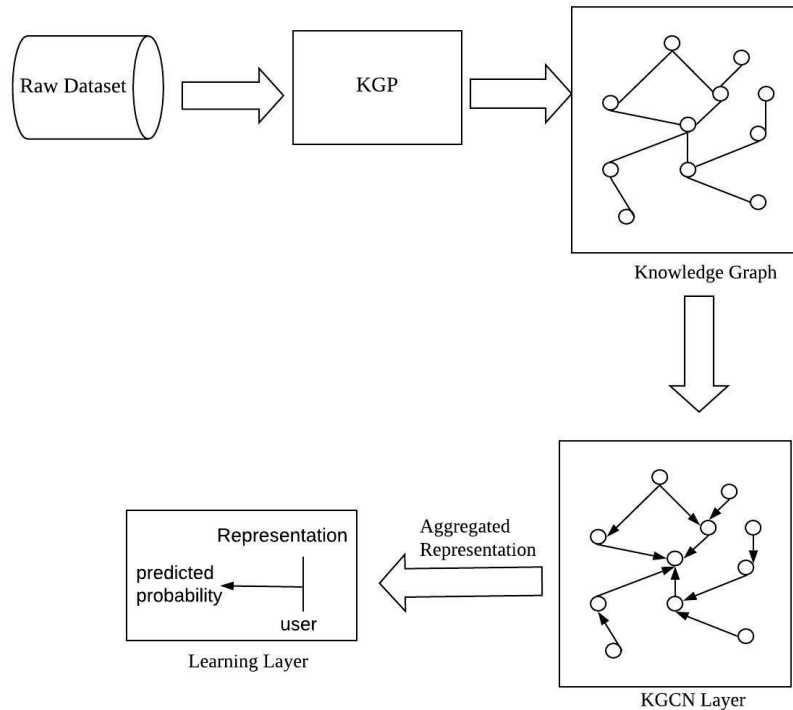 Raw Dataset
KGP
Knowledge Graph
Aggregated
Representation
Representation
predicted
probability
user
Learning Layer
KGCN Layer